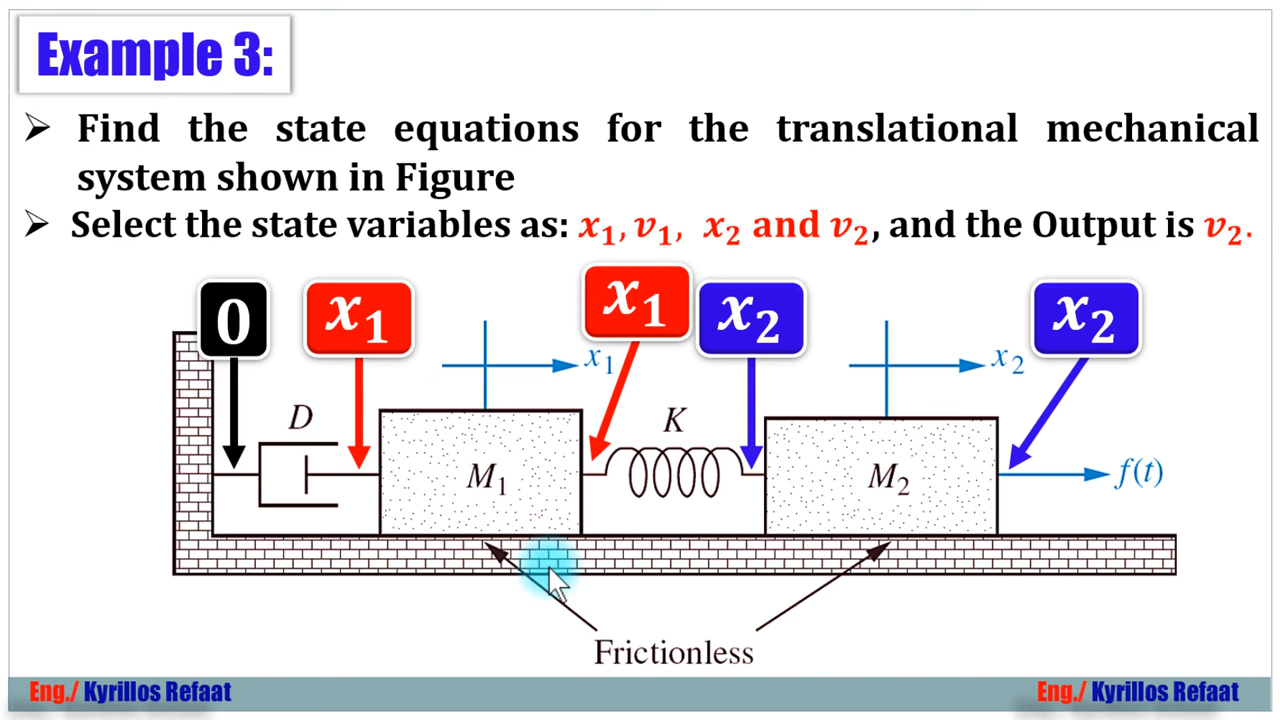 Example 3:
➢ Find the state equations for the translational mechanical
system shown in Figure
➢ Select the state variables as: x₁, v₁, x₂ and v₂, and the Output is v₂.
0 x₁ x₁ x₂ x₂
x₁ x₂
D K
M₁ M₂ f(t)
Frictionless
Eng./ Kyrillos Refaat Eng./ Kyrillos Refaat